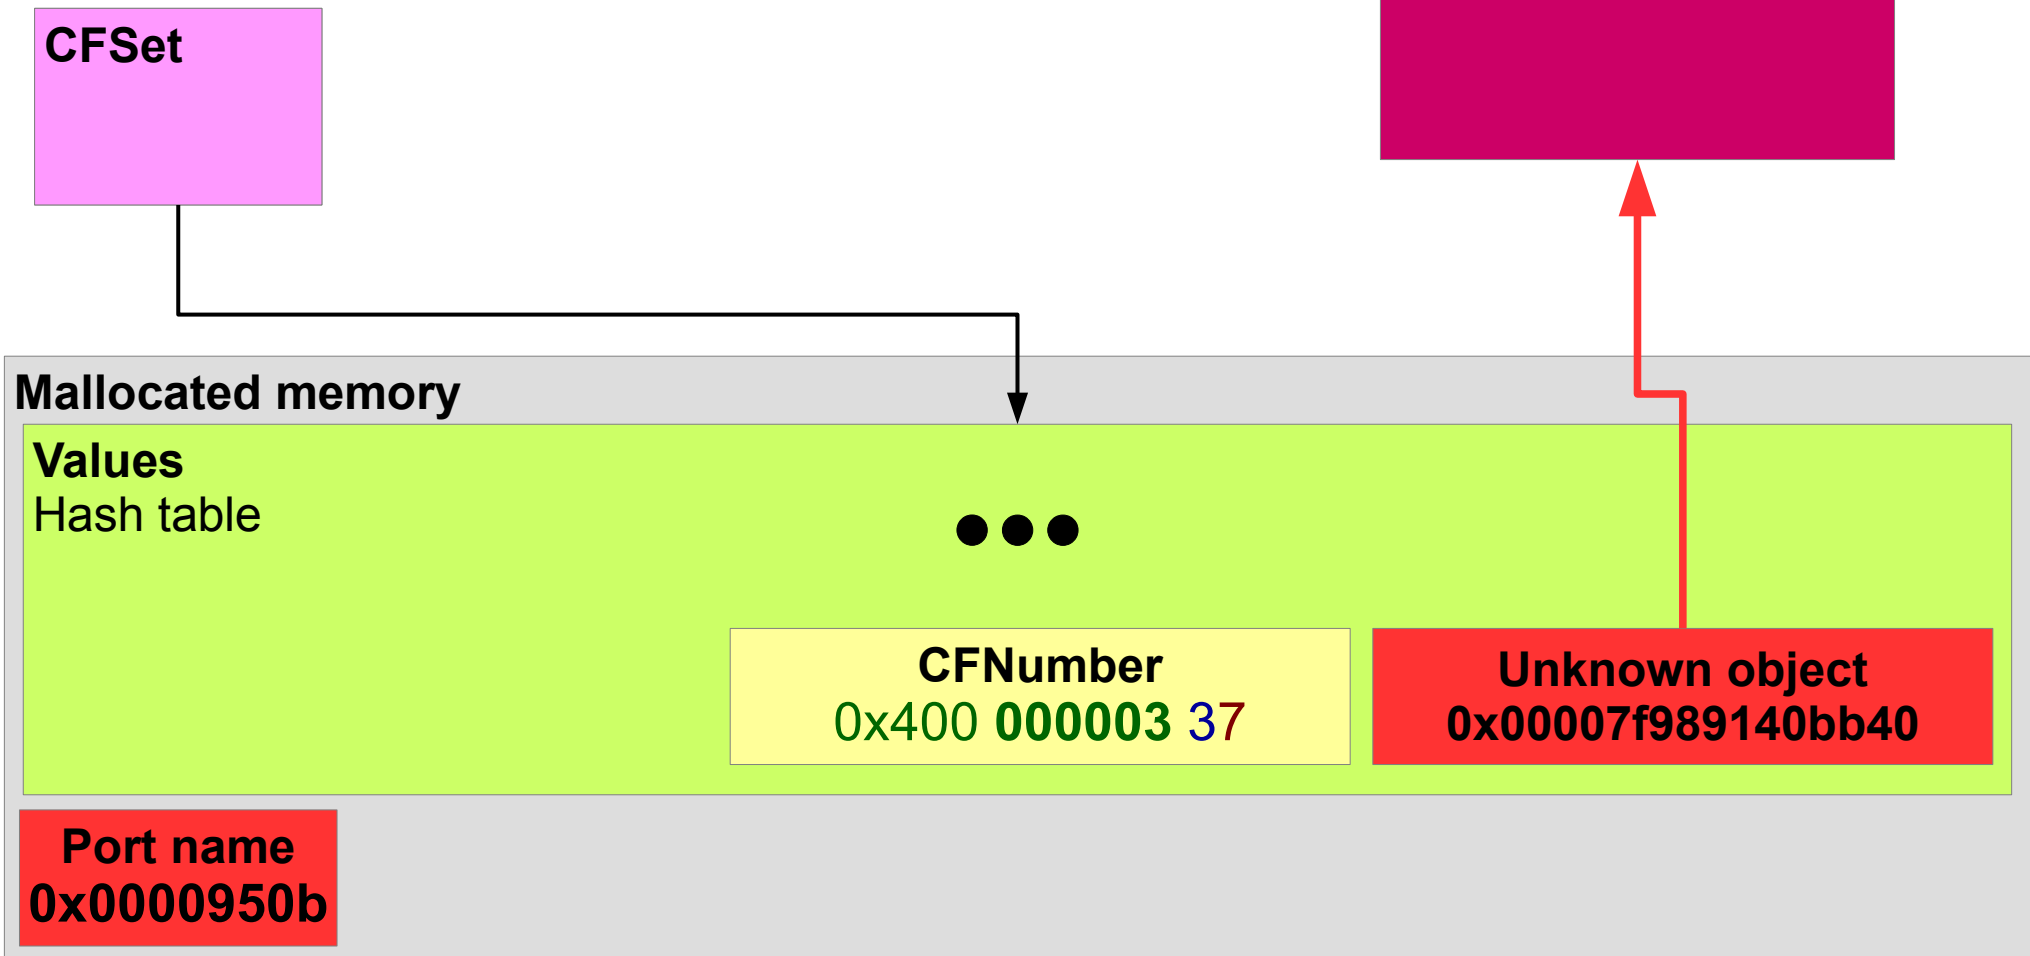 CFSet
Mallocated memory
Values
Hash table
CFNumber
0x400 000003 37
Unknown object
0x00007f989140bb40
Port name
0x0000950b